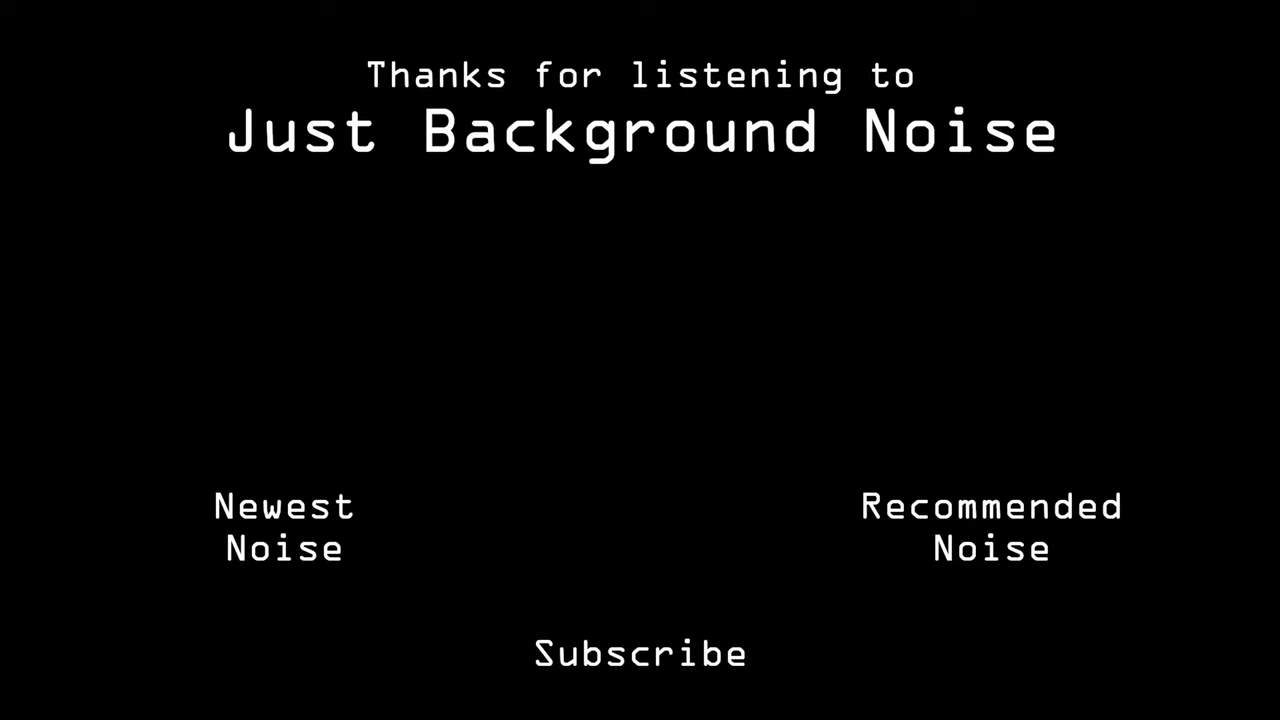 Thanks for listening to
Just Background Noise
Newest
Noise
Recommended
Noise
Subscribe